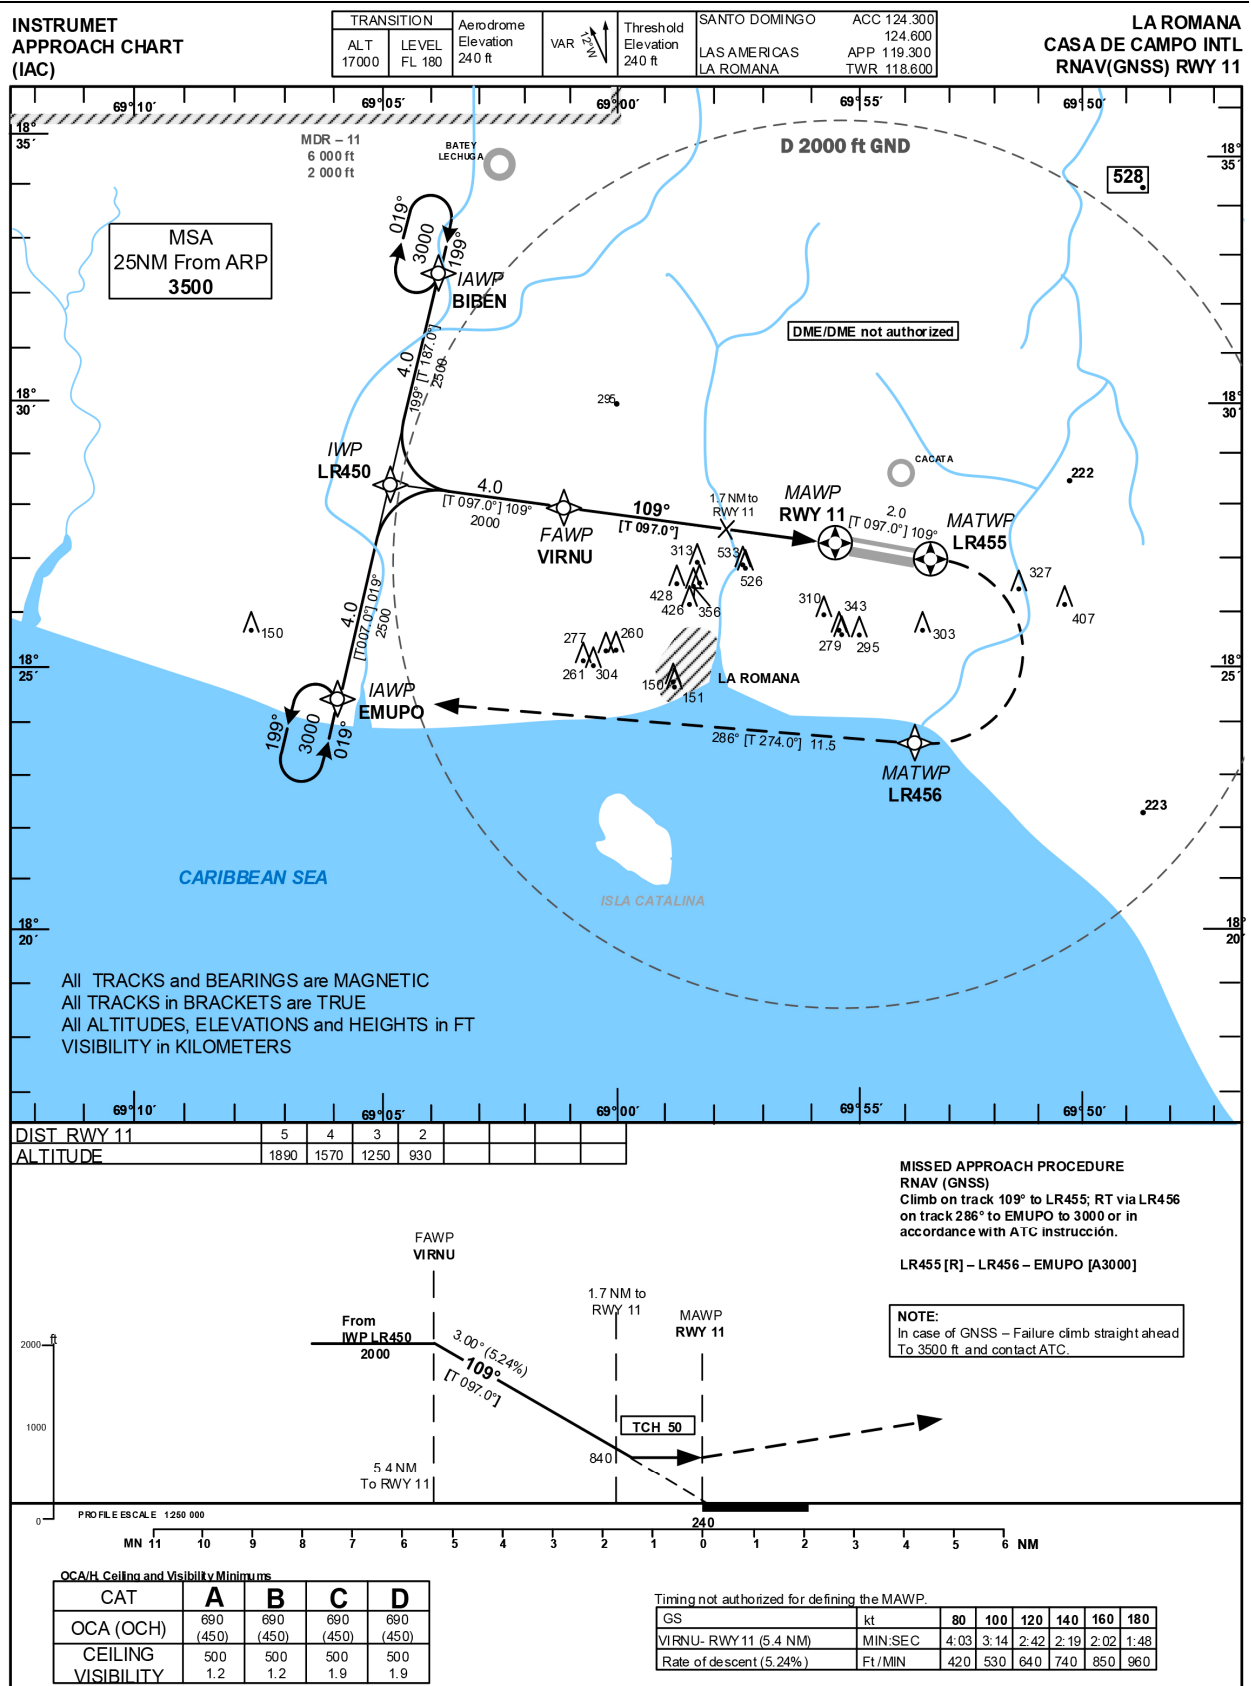 INSTRUMET
APPROACH CHART
(IAC)
TRANSITION
ALT
17000
LEVEL
FL 180
Aerodrome
Elevation
240 ft
VAR
12°W
Threshold
Elevation
240 ft
SANTO DOMINGO ACC 124.300
124.600
LAS AMERICAS APP 119.300
LA ROMANA TWR 118.600
LA ROMANA
CASA DE CAMPO INTL
RNAV(GNSS) RWY 11
69°10′ 69°05′ 69°00′ 69°55′ 69°50′
18°
35′
18°
35′
MDR – 11
6 000 ft
2 000 ft
BATEY
LECHUGA
D 2000 ft GND
528
MSA
25NM From ARP
3500
019°
3000
199°
IAWP
BIBEN
DME/DME not authorized
4.0
199° [T 187.0°]
2500
18°
30′
18°
30′
295
IWP
LR450
4.0
[T 097.0°] 109°
2000
FAWP
VIRNU
109°
[T 097.0°]
1.7 NM to
RWY 11
MAWP
RWY 11
CACATA
2.0
[T 097.0°] 109°
MATWP
LR455
222
313
533
526
428
426
356
310
343
279
295
303
327
407
150
4.0
[T007.0°] 019°
2500
277
260
261
304
18°
25′
18°
25′
150
151
LA ROMANA
IAWP
EMUPO
199°
3000
019°
286° [T 274.0°] 11.5
MATWP
LR456
223
CARIBBEAN SEA
ISLA CATALINA
18°
20′
18°
20′
All TRACKS and BEARINGS are MAGNETIC
All TRACKS in BRACKETS are TRUE
All ALTITUDES, ELEVATIONS and HEIGHTS in FT
VISIBILITY in KILOMETERS
69°10′ 69°05′ 69°00′ 69°55′ 69°50′
DIST RWY 11 5 4 3 2
ALTITUDE 1890 1570 1250 930
MISSED APPROACH PROCEDURE
RNAV (GNSS)
Climb on track 109° to LR455; RT via LR456
on track 286° to EMUPO to 3000 or in
accordance with ATC instrucción.
LR455 [R] – LR456 – EMUPO [A3000]
NOTE:
In case of GNSS – Failure climb straight ahead
To 3500 ft and contact ATC.
FAWP
VIRNU
1.7 NM to
RWY 11
MAWP
RWY 11
From
IWP LR450
2000
3.00° (5.24%)
109°
[T 097.0°]
ft
2000
1000
0
TCH 50
840
5.4 NM
To RWY 11
240
PROFILE ESCALE 1:250 000
MN 11 10 9 8 7 6 5 4 3 2 1 0 1 2 3 4 5 6 NM
OCA/H, Ceiling and Visibility Minimums
CAT A B C D
OCA (OCH) 690 690 690 690
(450) (450) (450) (450)
CEILING 500 500 500 500
VISIBILITY 1.2 1.2 1.9 1.9
Timing not authorized for defining the MAWP.
GS kt 80 100 120 140 160 180
VIRNU- RWY 11 (5.4 NM) MIN:SEC 4:03 3:14 2:42 2:19 2:02 1:48
Rate of descent (5.24%) Ft/MIN 420 530 640 740 850 960